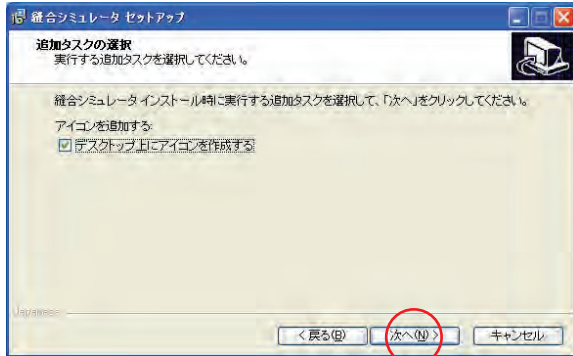 縫合シミュレータ セットアップ
追加タスクの選択
実行する追加タスクを選択してください。
縫合シミュレータ インストール時に実行する追加タスクを選択して、「次へ」をクリックしてください。
アイコンを追加する:
デスクトップ上にアイコンを作成する
Japanese
< 戻る(B)
次へ(N) >
キャンセル